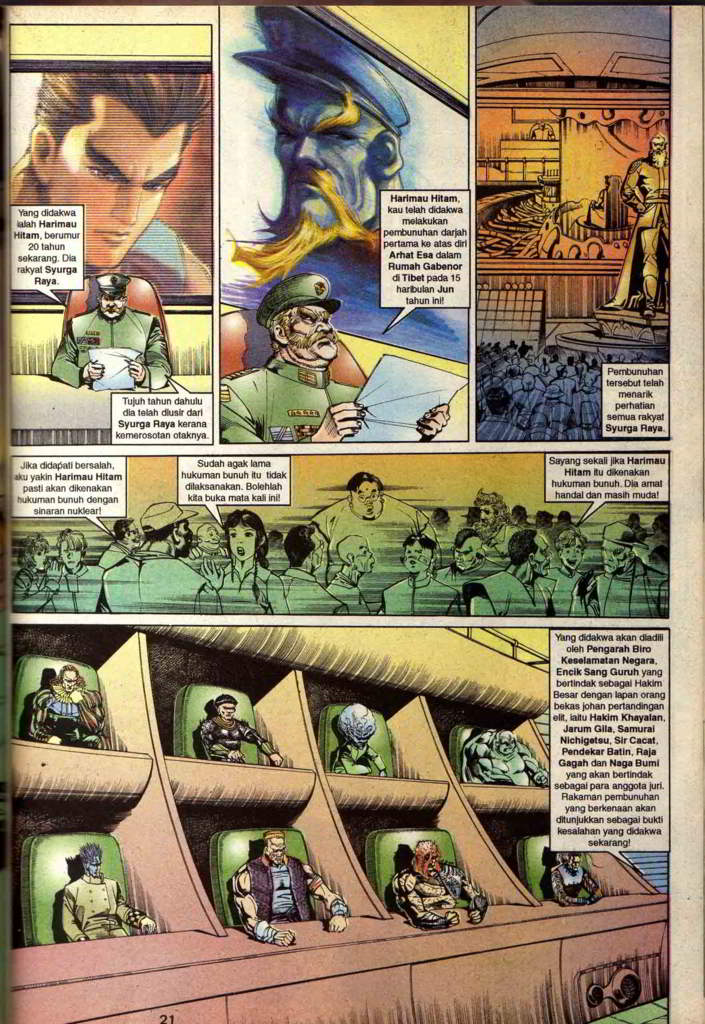 Yang didakwa
ialah Harimau
Hitam, berumur
20 tahun
sekarang. Dia
rakyat Syurga
Raya.
Tujuh tahun dahulu
dia telah diusir dari
Syurga Raya kerana
kemerosotan otaknya.
Harimau Hitam,
kau telah didakwa
melakukan
pembunuhan darjah
pertama ke atas diri
Arhat Esa dalam
Rumah Gabenor
di Tibet pada 15
haribulan Jun
tahun ini!
Pembunuhan
tersebut telah
menarik
perhatian
semua rakyat
Syurga Raya.
Jika didapati bersalah,
aku yakin Harimau Hitam
pasti akan dikenakan
hukuman bunuh dengan
sinaran nuklear!
Sudah agak lama
hukuman bunuh itu tidak
dilaksanakan. Bolehlah
kita buka mata kali ini!
Sayang sekali jika Harimau
Hitam itu dikenakan
hukuman bunuh. Dia amat
handal dan masih muda!
Yang didakwa akan diadili
oleh Pengarah Biro
Keselamatan Negara,
Encik Sang Guruh yang
bertindak sebagai Hakim
Besar dengan lapan orang
bekas johan pertandingan
elit, iaitu Hakim Khayalan,
Jarum Gila, Samurai
Nichigetsu, Sir Cacat,
Pendekar Batin, Raja
Gagah dan Naga Bumi
yang akan bertindak
sebagai para anggota juri.
Rakaman pembunuhan
yang berkenaan akan
ditunjukkan sebagai bukti
kesalahan yang didakwa
sekarang!
21